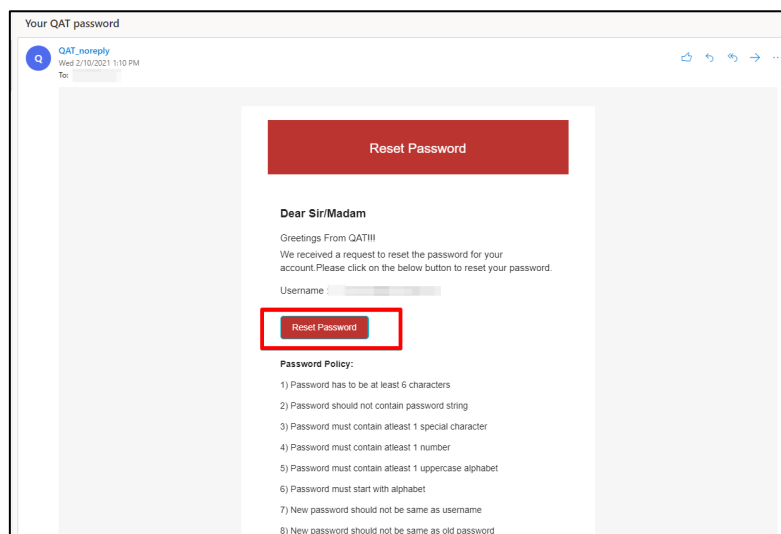 Your QAT password
Q
QAT_noreply
Wed 2/10/2021 1:10 PM
To:
Reset Password
Dear Sir/Madam
Greetings From QAT!!!
We received a request to reset the password for your
account.Please click on the below button to reset your password.
Username :
Reset Password
Password Policy:
1) Password has to be at least 6 characters
2) Password should not contain password string
3) Password must contain atleast 1 special character
4) Password must contain atleast 1 number
5) Password must contain atleast 1 uppercase alphabet
6) Password must start with alphabet
7) New password should not be same as username
8) New password should not be same as old password